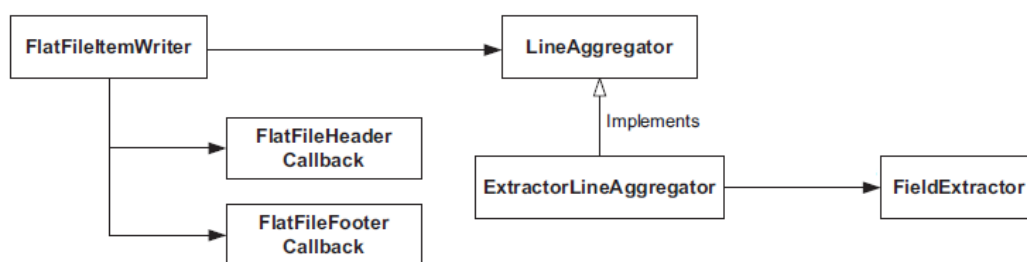 FlatFileItemWriter
LineAggregator
Implements
FlatFileHeader
Callback
ExtractorLineAggregator
FieldExtractor
FlatFileFooter
Callback